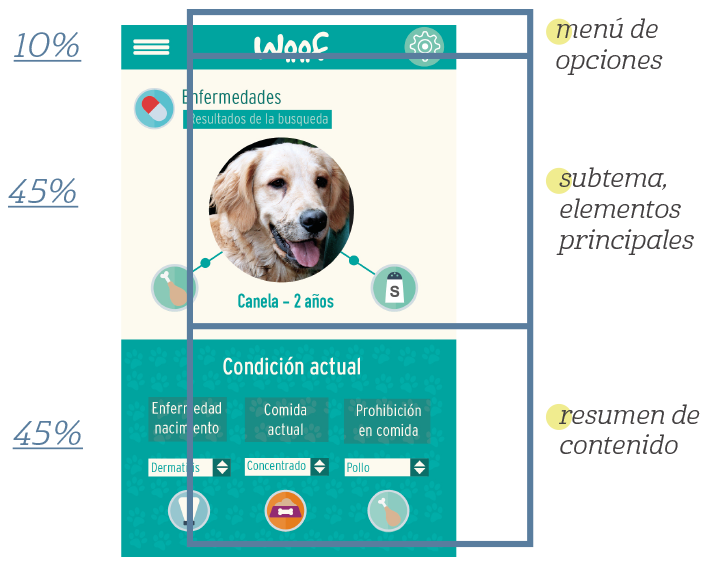 10%
WOOF
menú de
opciones
Enfermedades
Resultados de la busqueda
45%
subtema,
elementos
principales
S
Canela - 2 años
Condición actual
Enfermedad
nacimiento
Comida
actual
Prohibición
en comida
45%
resumen de
contenido
Dermatitis
Concentrado
Pollo